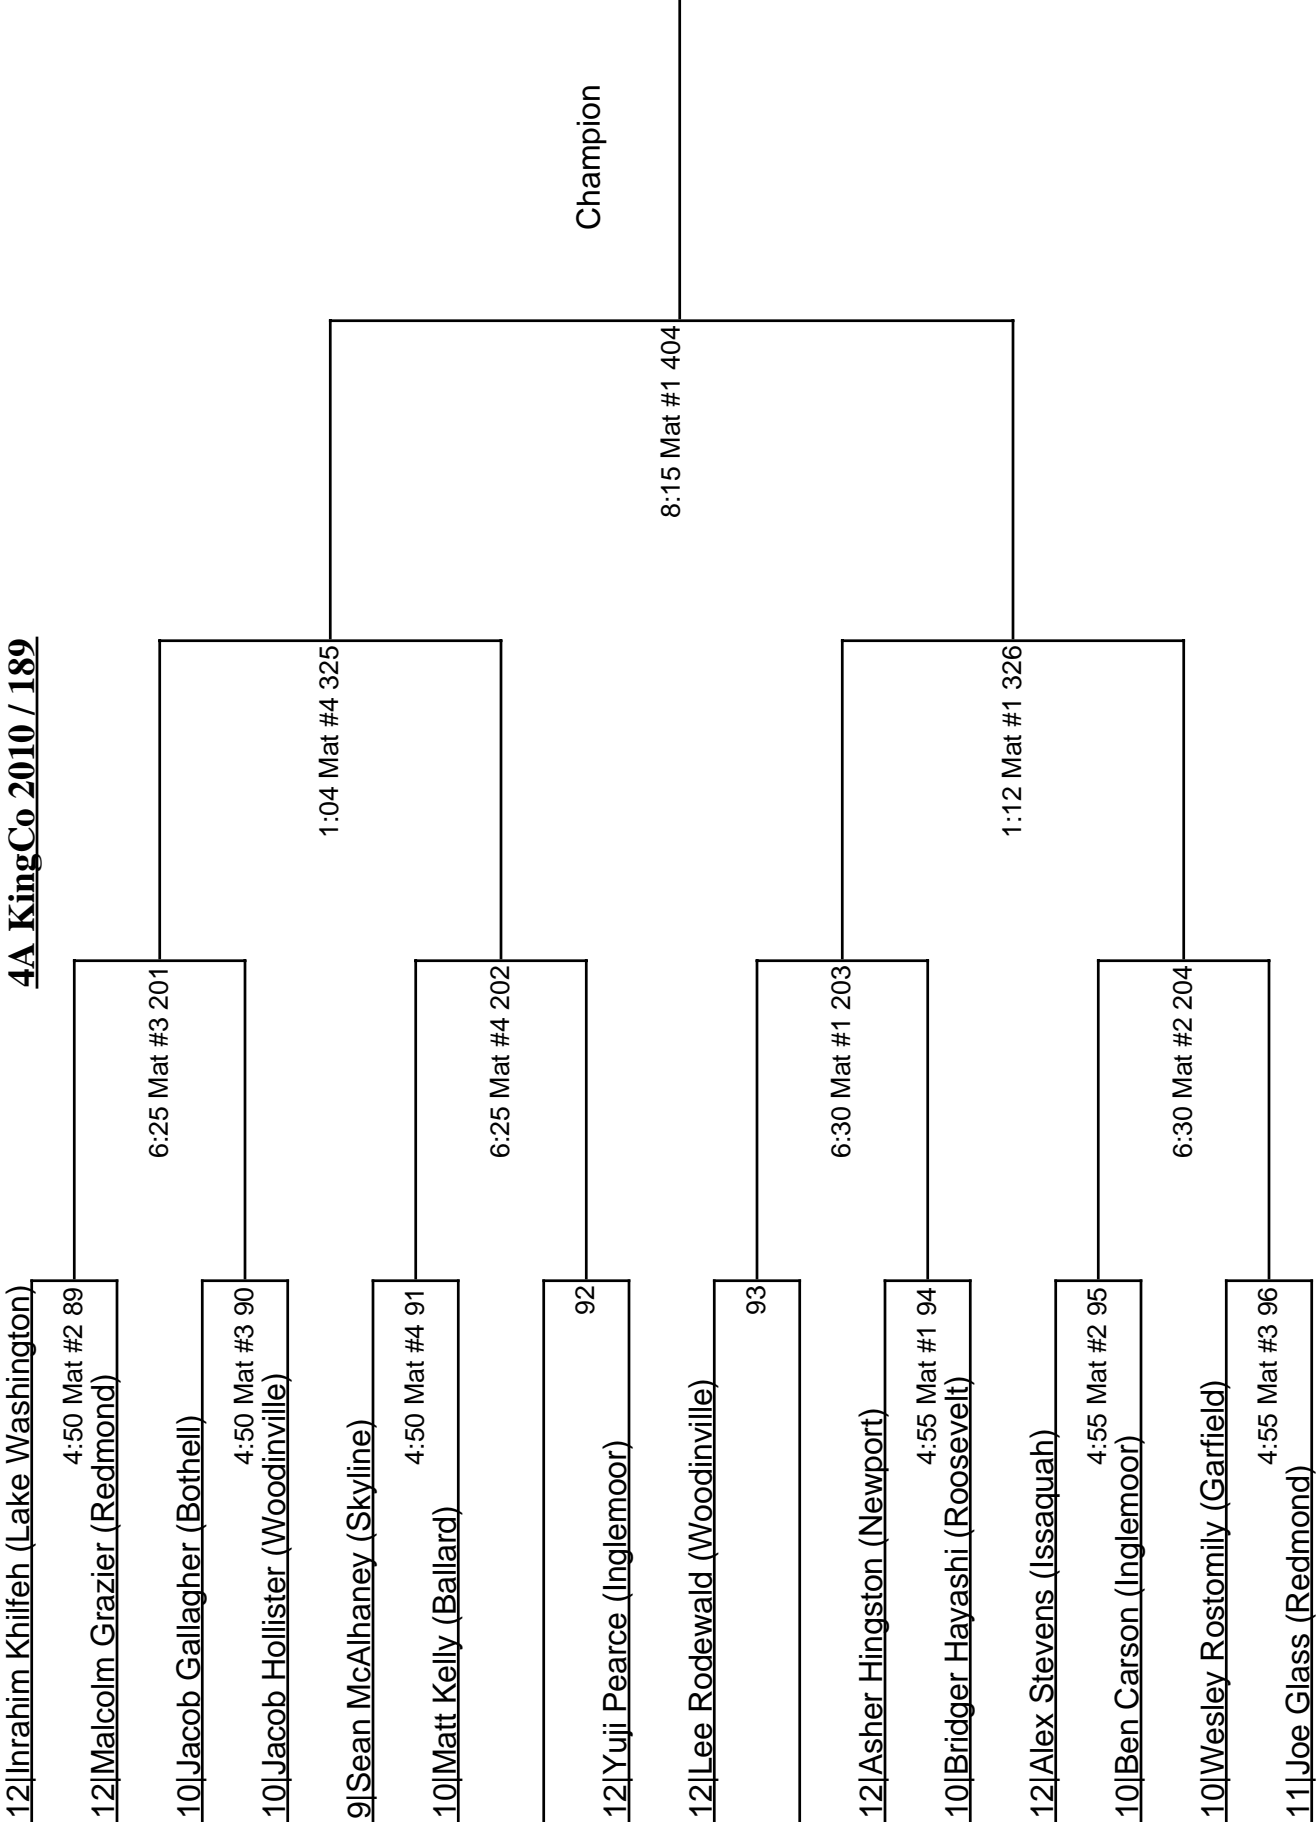 4A KingCo 2010 / 189
12|Inrahim Khilfeh (Lake Washington)
4:50 Mat #2 89
12|Malcolm Grazier (Redmond)
6:25 Mat #3 201
10|Jacob Gallagher (Bothell)
4:50 Mat #3 90
10|Jacob Hollister (Woodinville)
1:04 Mat #4 325
9|Sean McAlhaney (Skyline)
4:50 Mat #4 91
10|Matt Kelly (Ballard)
6:25 Mat #4 202
92
12|Yuji Pearce (Inglemoor)
Champion
8:15 Mat #1 404
12|Lee Rodewald (Woodinville)
93
6:30 Mat #1 203
12|Asher Hingston (Newport)
4:55 Mat #1 94
10|Bridger Hayashi (Roosevelt)
1:12 Mat #1 326
12|Alex Stevens (Issaquah)
4:55 Mat #2 95
10|Ben Carson (Inglemoor)
6:30 Mat #2 204
10|Wesley Rostomily (Garfield)
4:55 Mat #3 96
11|Joe Glass (Redmond)